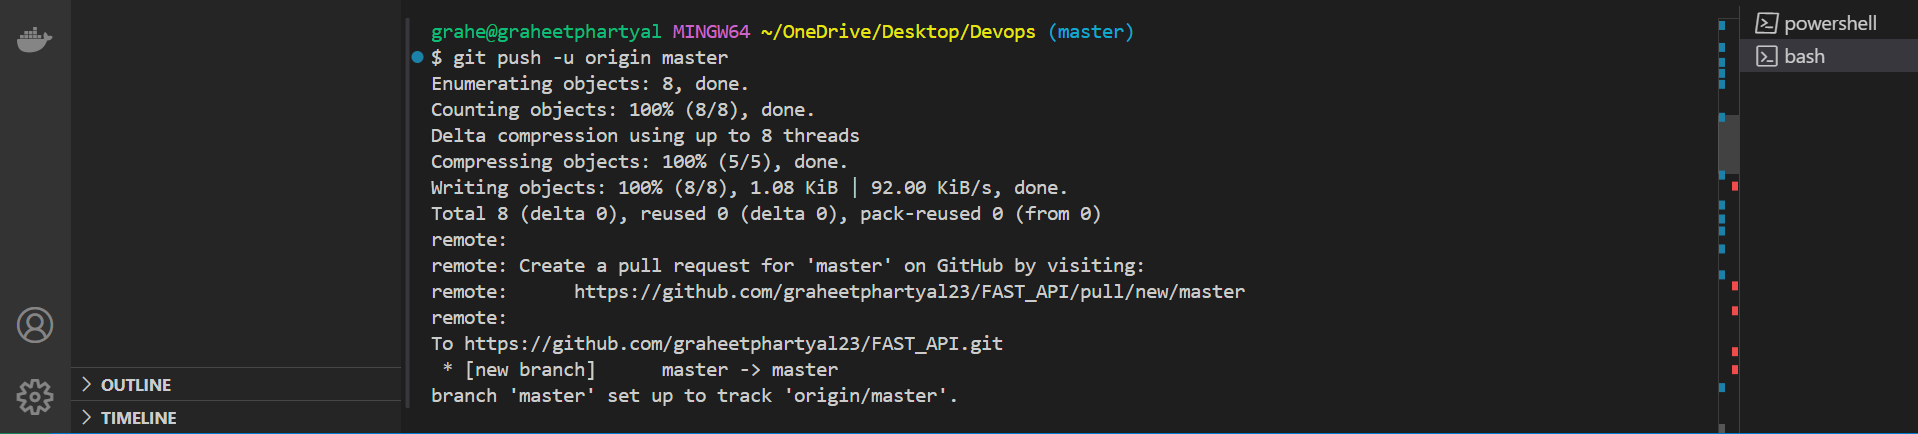 grahe@graheetphartyal MINGW64 ~/OneDrive/Desktop/Devops (master)
$ git push -u origin master
Enumerating objects: 8, done.
Counting objects: 100% (8/8), done.
Delta compression using up to 8 threads
Compressing objects: 100% (5/5), done.
Writing objects: 100% (8/8), 1.08 KiB | 92.00 KiB/s, done.
Total 8 (delta 0), reused 0 (delta 0), pack-reused 0 (from 0)
remote:
remote: Create a pull request for 'master' on GitHub by visiting:
remote:      https://github.com/graheetphartyal23/FAST_API/pull/new/master
remote:
To https://github.com/graheetphartyal23/FAST_API.git
 * [new branch]      master -> master
branch 'master' set up to track 'origin/master'.
OUTLINE
TIMELINE
powershell
bash